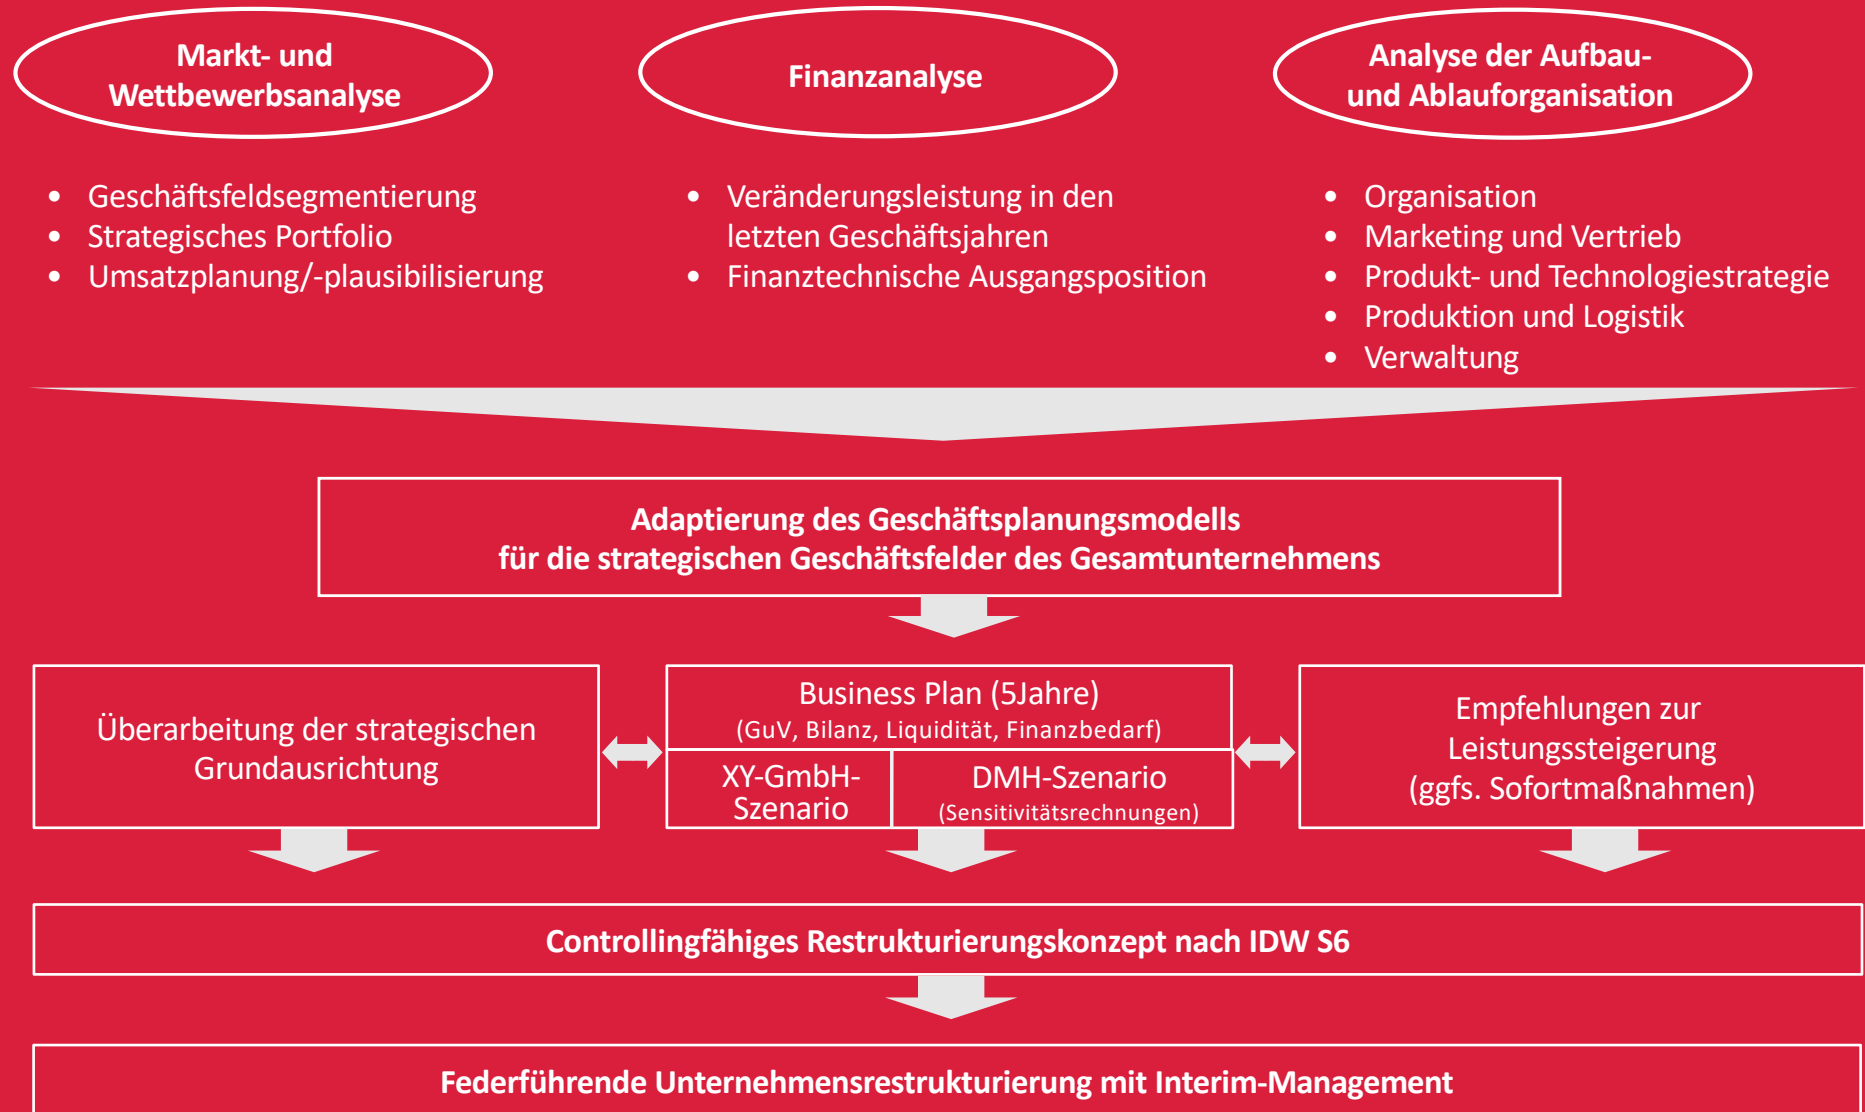 Markt- und
Wettbewerbsanalyse
Finanzanalyse
Analyse der Aufbau-
und Ablauforganisation
• Geschäftsfeldsegmentierung
• Strategisches Portfolio
• Umsatzplanung/-plausibilisierung
• Veränderungsleistung in den
letzten Geschäftsjahren
• Finanztechnische Ausgangsposition
• Organisation
• Marketing und Vertrieb
• Produkt- und Technologiestrategie
• Produktion und Logistik
• Verwaltung
Adaptierung des Geschäftsplanungsmodells
für die strategischen Geschäftsfelder des Gesamtunternehmens
Überarbeitung der strategischen
Grundausrichtung
Business Plan (5Jahre)
(GuV, Bilanz, Liquidität, Finanzbedarf)
XY-GmbH-
Szenario
DMH-Szenario
(Sensitivitätsrechnungen)
Empfehlungen zur
Leistungssteigerung
(ggfs. Sofortmaßnahmen)
Controllingfähiges Restrukturierungskonzept nach IDW S6
Federführende Unternehmensrestrukturierung mit Interim-Management